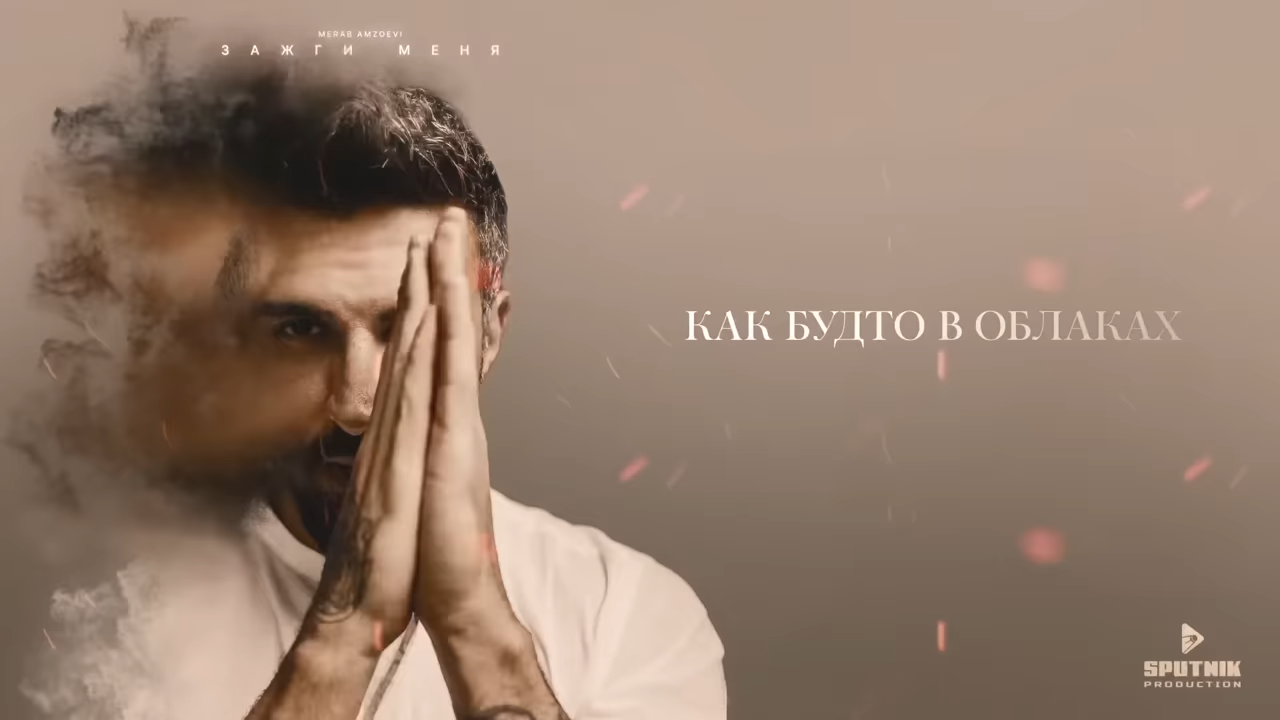 MERAB AMZOEVI
ЗАЖГИ МЕНЯ
КАК БУДТО В ОБЛАКАХ
SPUTNIK
PRODUCTION